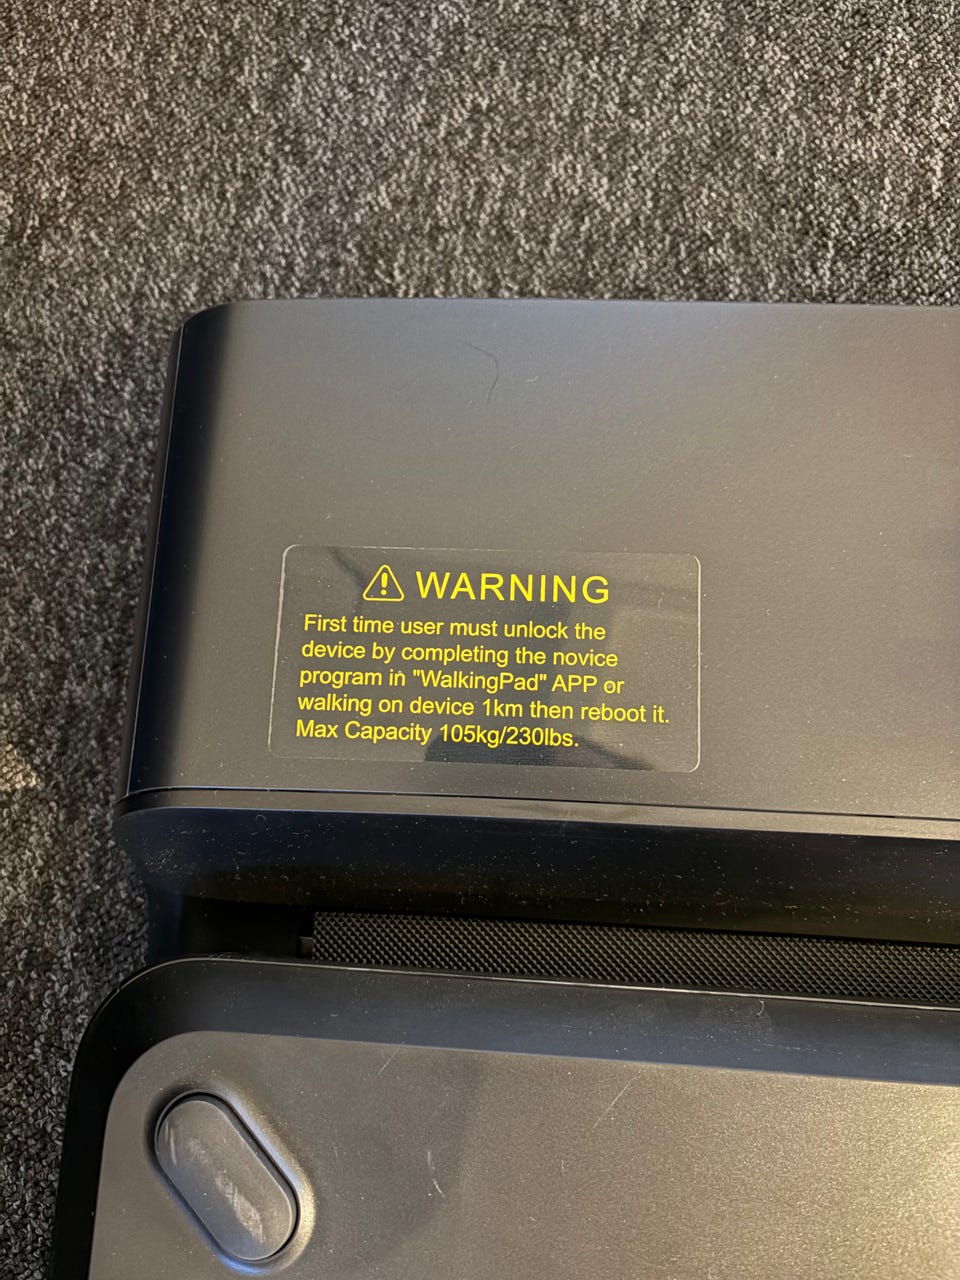 WARNING
First time user must unlock the
device by completing the novice
program in "WalkingPad" APP or
walking on device 1km then reboot it.
Max Capacity 105kg/230lbs.